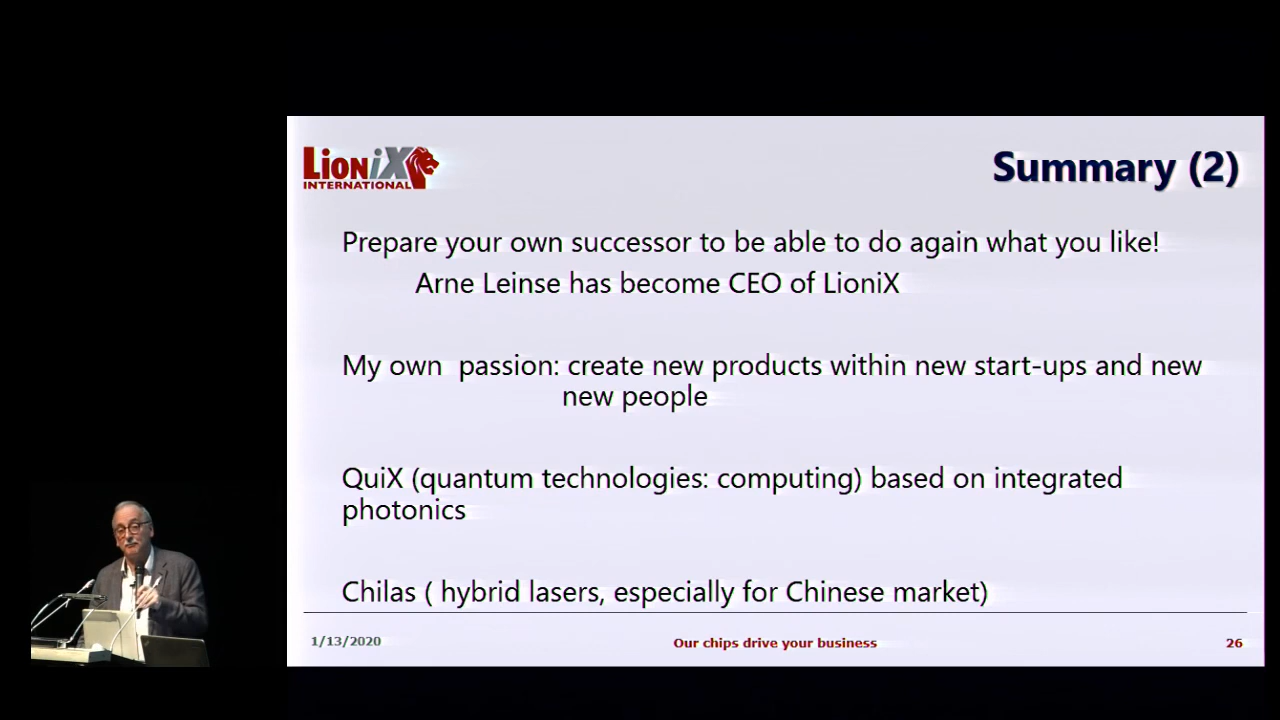 LioniX
INTERNATIONAL
Summary (2)
Prepare your own successor to be able to do again what you like!
Arne Leinse has become CEO of LioniX
My own  passion: create new products within new start-ups and new
new people
QuiX (quantum technologies: computing) based on integrated
photonics
Chilas ( hybrid lasers, especially for Chinese market)
1/13/2020
Our chips drive your business
26